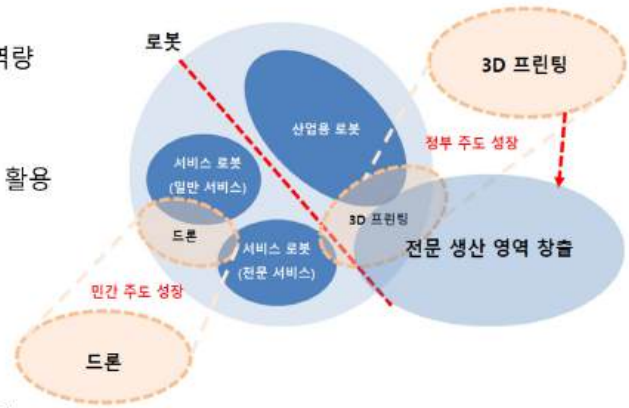 로봇
역량
3D 프린팅
산업용 로봇
정부 주도 성장
서비스 로봇
(일반 서비스)
활용
3D 프린팅
드론
서비스 로봇
(전문 서비스)
전문 생산 영역 창출
민간 주도 성장
드론